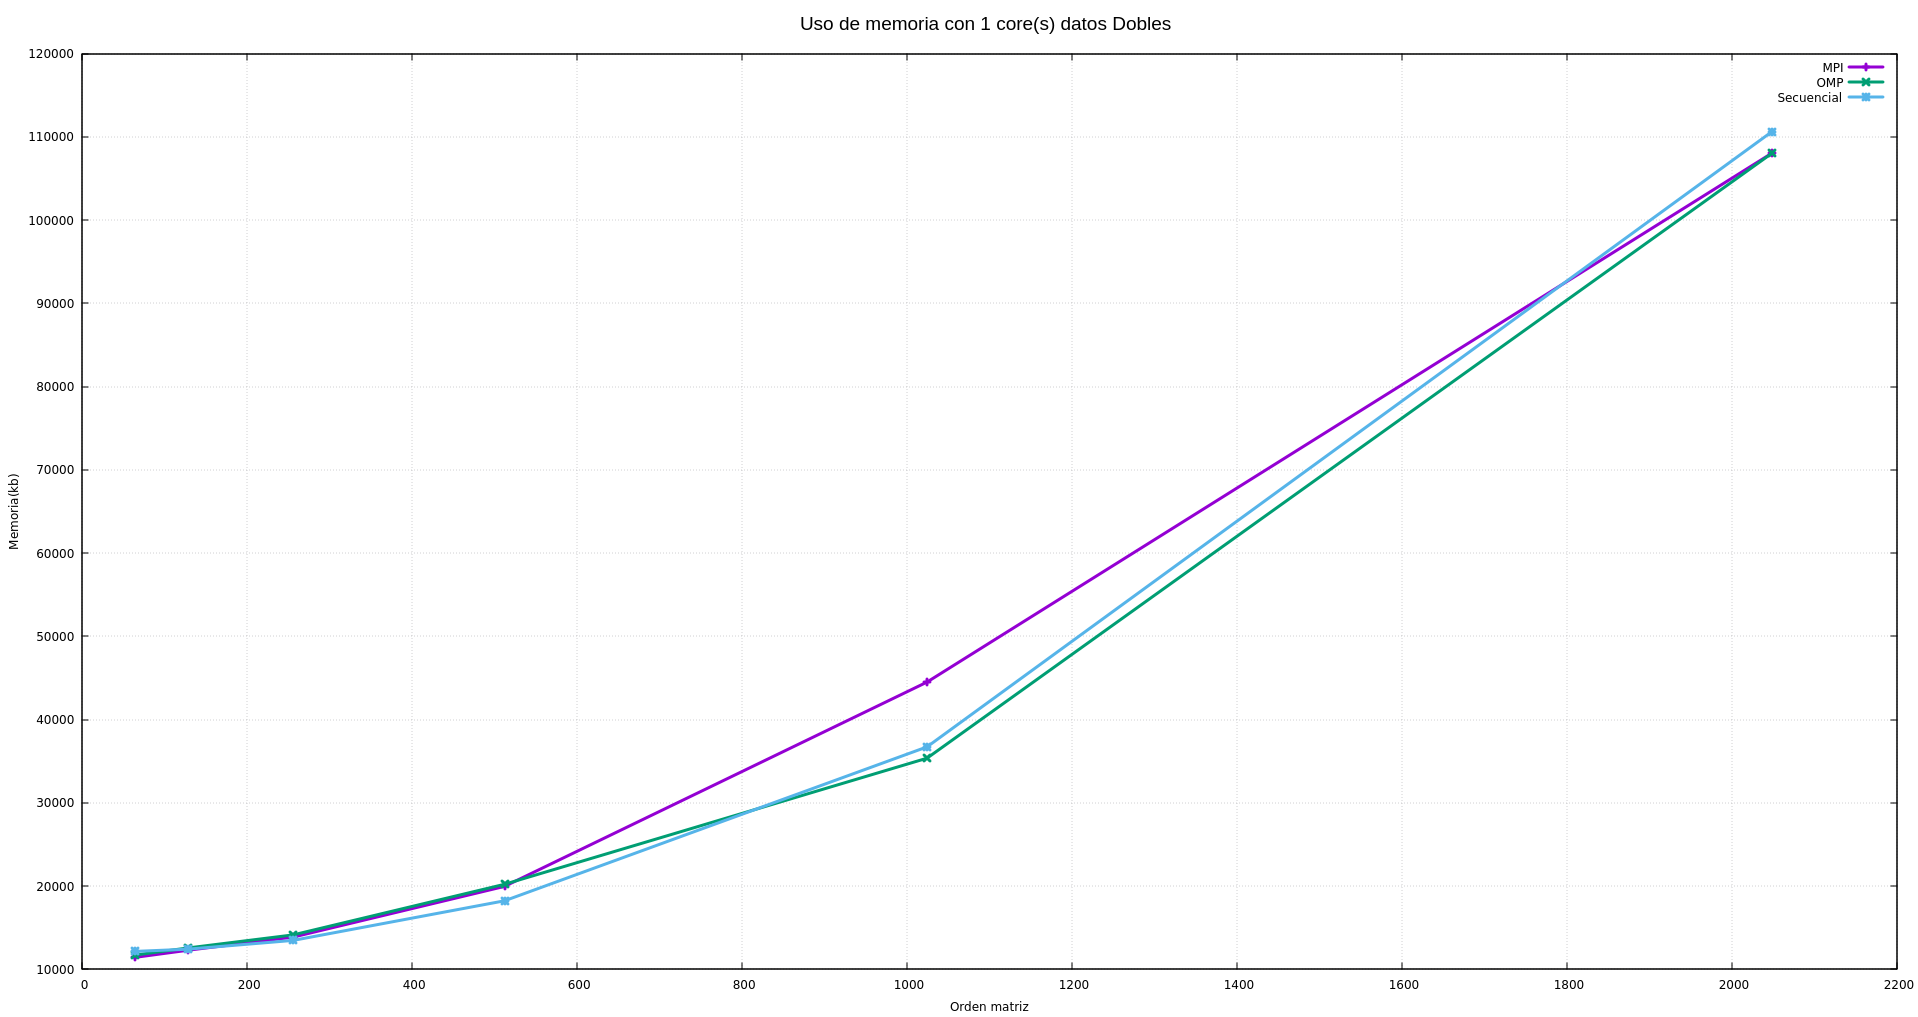 Uso de memoria con 1 core(s) datos Dobles
MPI
OMP
Secuencial
120000
110000
100000
90000
80000
70000
60000
50000
40000
30000
20000
10000
Memoria(kb)
0 200 400 600 800 1000 1200 1400 1600 1800 2000 2200
Orden matriz